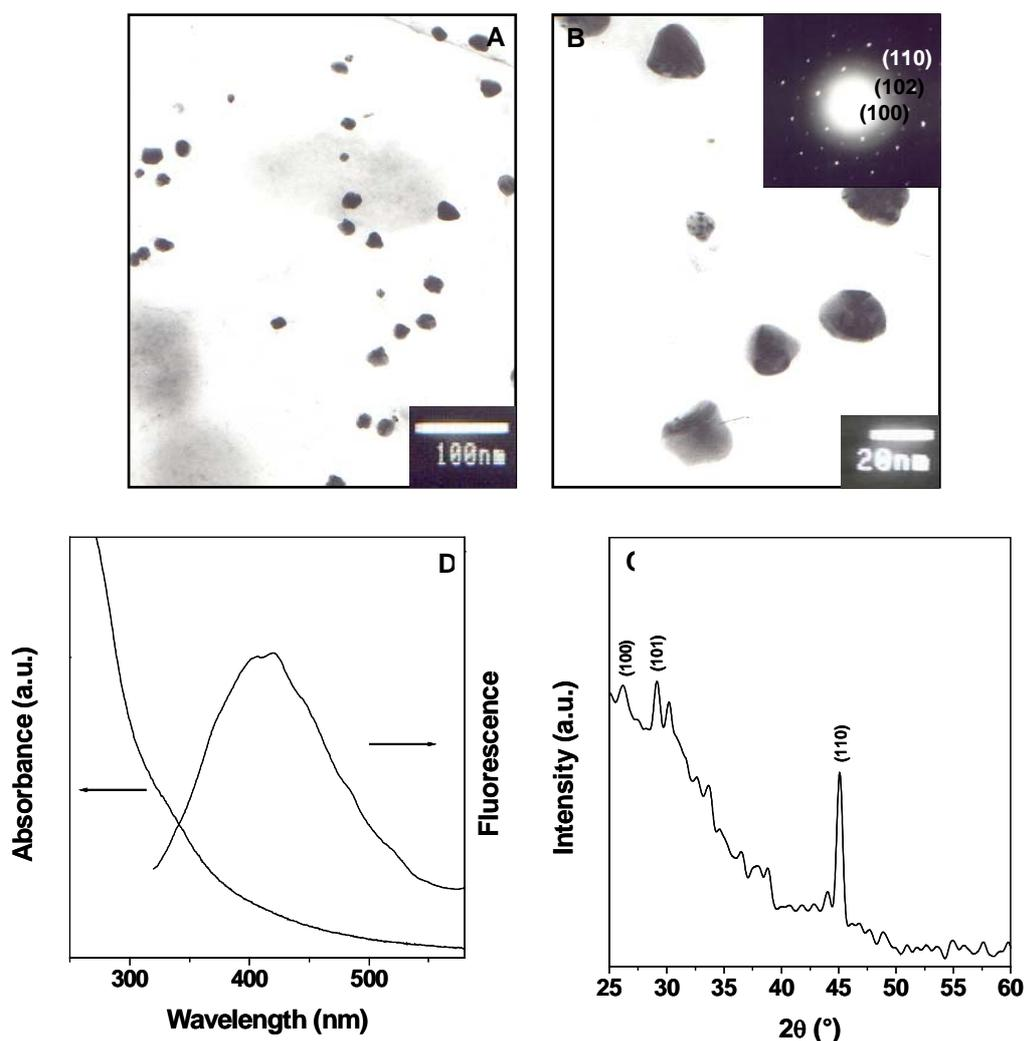 A
100nm
B
(110)
(102)
(100)
20nm
D
Absorbance (a.u.)
Fluorescence
300
400
500
Wavelength (nm)
Intensity (a.u.)
(100)
(101)
(110)
25
30
35
40
45
50
55
60
2θ (°)